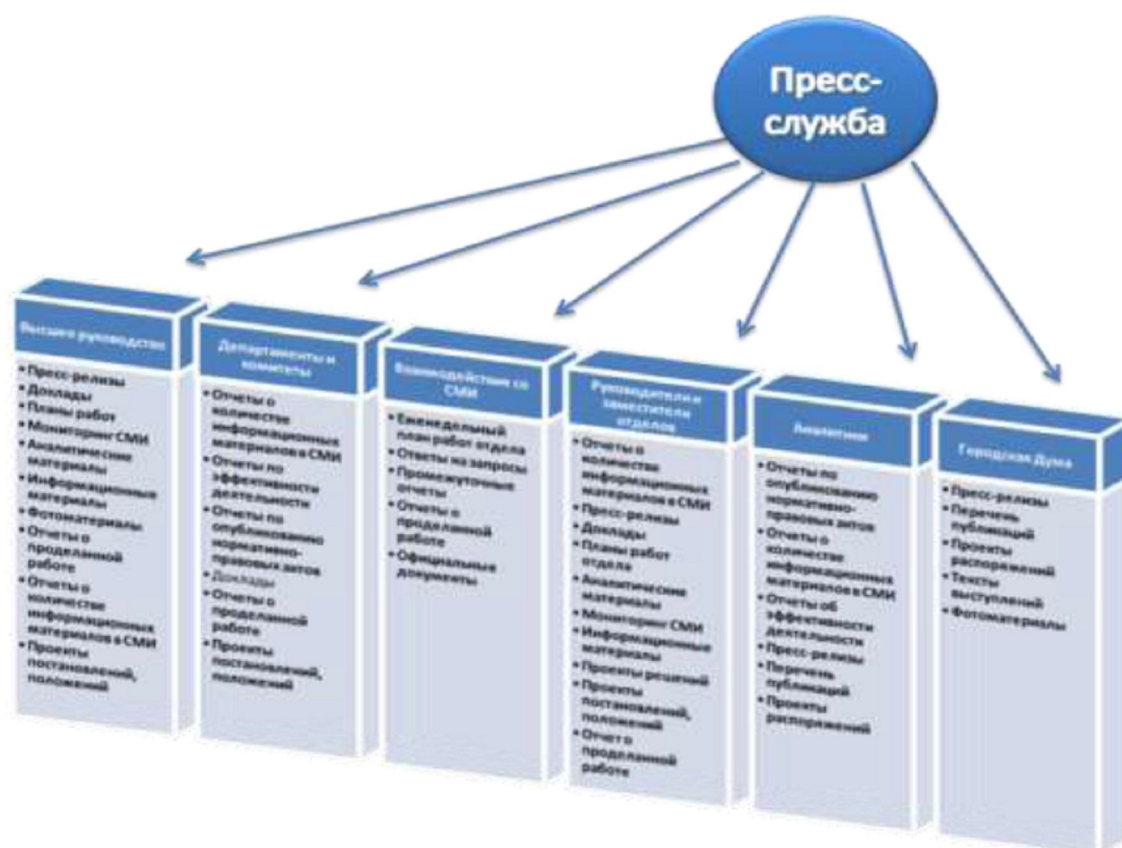 Пресс-
служба
Высшее руководство
• Пресс-релизы
• Доклады
• Планы работ
• Мониторинг СМИ
• Аналитические
материалы
• Информационные
материалы
• Фотоматериалы
• Отчеты о
проделанной
работе
• Отчеты о
количестве
информационных
материалов в СМИ
• Проекты
постановлений,
положений
Департаменты и
комитеты
• Отчеты о
количестве
информационных
материалов в СМИ
• Отчеты по
эффективности
деятельности
• Отчеты по
опубликованию
нормативно-
правовых актов
• Доклады
• Отчеты о
проделанной
работе
• Проекты
постановлений,
положений
Взаимодействия со
СМИ
• Еженедельный
план работ отдела
• Ответы на запросы
• Промежуточные
отчеты
• Отчеты о
проделанной
работе
• Официальные
документы
Руководители и
заместители
отделов
• Отчеты о
количестве
информационных
материалов в СМИ
• Пресс-релизы
• Доклады
• Планы работ
отдела
• Аналитические
материалы
• Мониторинг СМИ
• Информационные
материалы
• Проекты решений
• Проекты
постановлений,
положений
• Отчет о
проделанной
работе
Аналитики
• Отчеты по
опубликованию
нормативно-
правовых актов
• Отчеты о
количестве
информационных
материалов в СМИ
• Отчеты об
эффективности
деятельности
• Пресс-релизы
• Перечень
публикаций
• Проекты
распоряжений
Городская Дума
• Пресс-релизы
• Перечень
публикаций
• Проекты
распоряжений
• Тексты
выступлений
• Фотоматериалы